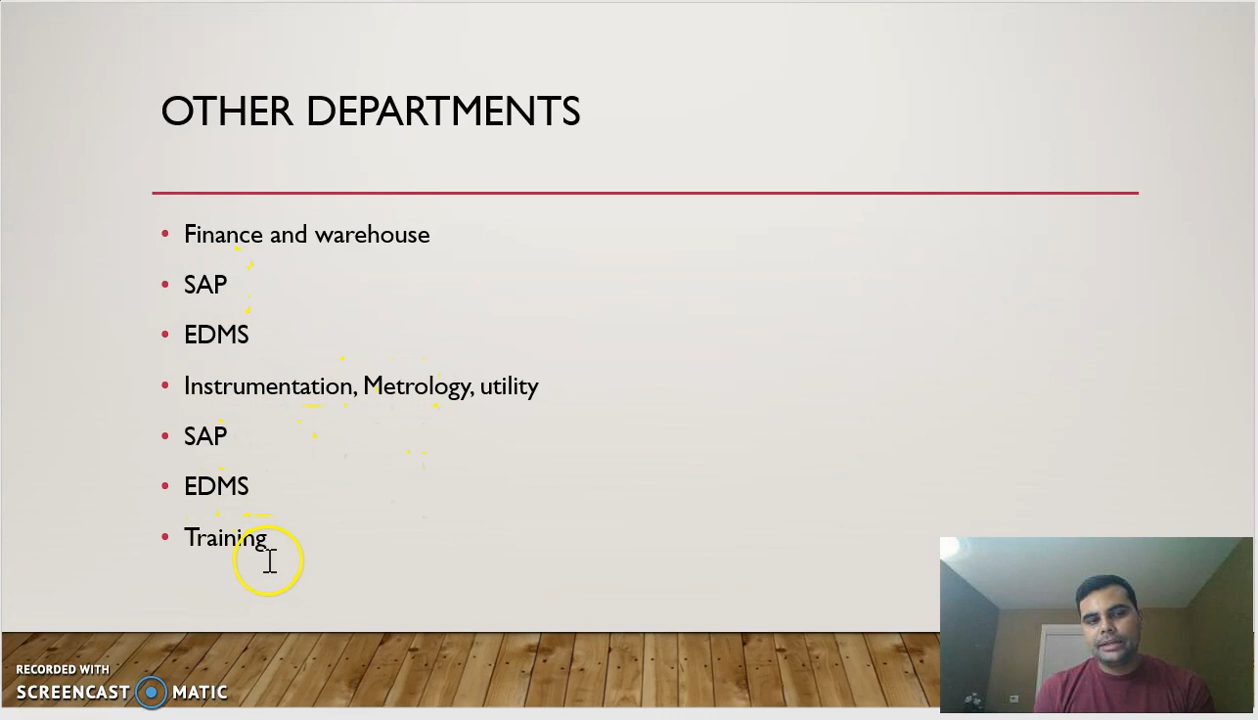 OTHER DEPARTMENTS
Finance and warehouse
SAP
EDMS
Instrumentation, Metrology, utility
SAP
EDMS
Training
RECORDED WITH
SCREENCAST MATIC